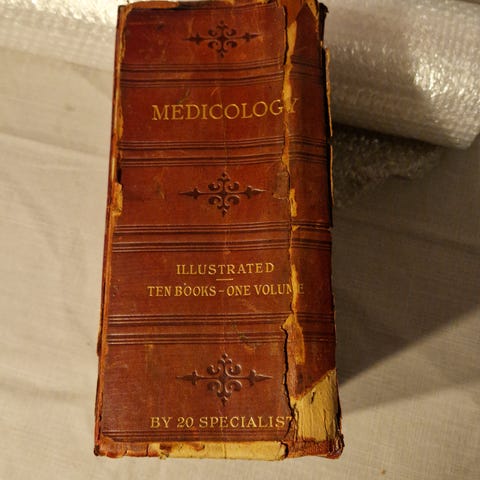 MEDICOLOGY
ILLUSTRATED
TEN BOOKS - ONE VOLUME
BY 20 SPECIALIST